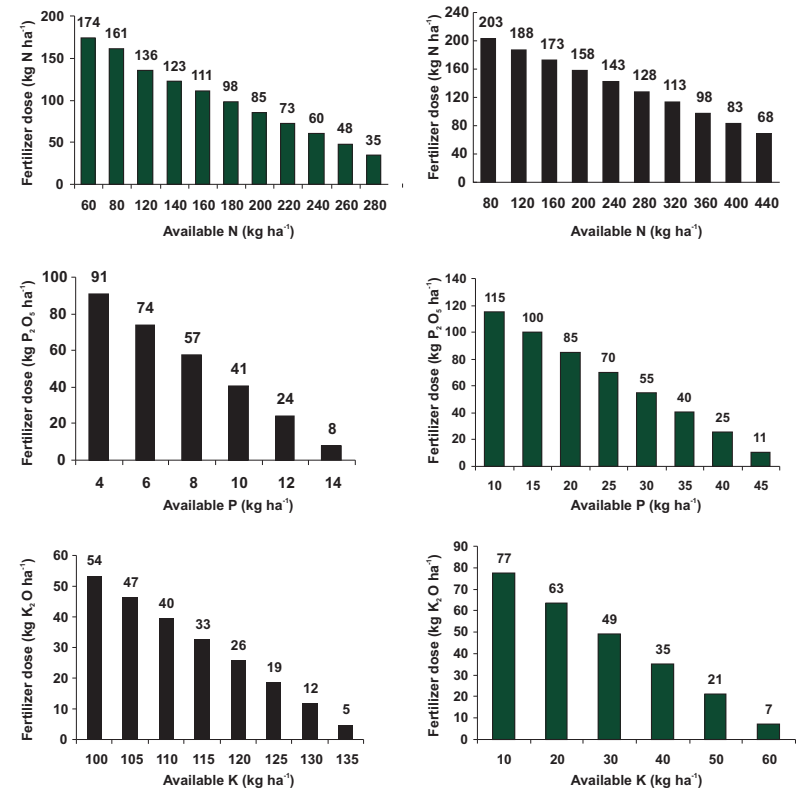 Fertilizer dose (kg N ha⁻¹)
200
150
100
50
0
174 161 136 123 111 98 85 73 60 48 35
60 80 120 140 160 180 200 220 240 260 280
Available N (kg ha⁻¹)
Fertilizer dose (kg N ha⁻¹)
240
200
160
120
80
40
0
203 188 173 158 143 128 113 98 83 68
80 120 160 200 240 280 320 360 400 440
Available N (kg ha⁻¹)
Fertilizer dose (kg P₂O₅ ha⁻¹)
100
80
60
40
20
0
91 74 57 41 24 8
4 6 8 10 12 14
Available P (kg ha⁻¹)
Fertilizer dose (kg P₂O₅ ha⁻¹)
140
120
100
80
60
40
20
0
115 100 85 70 55 40 25 11
10 15 20 25 30 35 40 45
Available P (kg ha⁻¹)
Fertilizer dose (kg K₂O ha⁻¹)
60
50
40
30
20
10
0
54 47 40 33 26 19 12 5
100 105 110 115 120 125 130 135
Available K (kg ha⁻¹)
Fertilizer dose (kg K₂O ha⁻¹)
90
80
70
60
50
40
30
20
10
0
77 63 49 35 21 7
10 20 30 40 50 60
Available K (kg ha⁻¹)